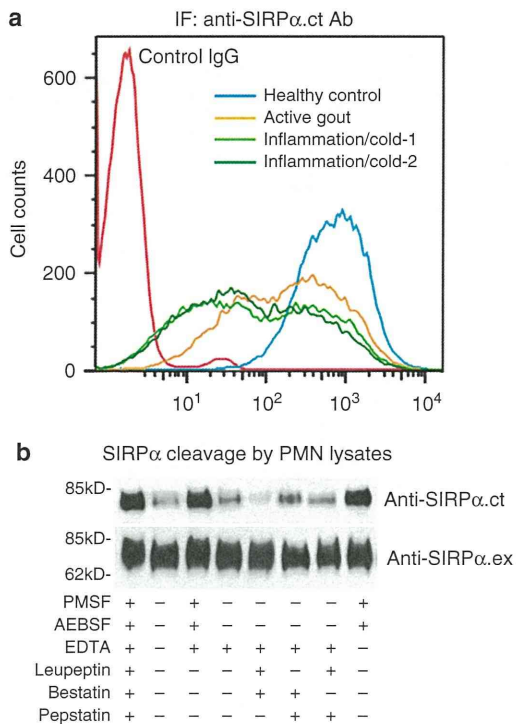 a
IF: anti-SIRPα.ct Ab
Control IgG
Healthy control
Active gout
Inflammation/cold-1
Inflammation/cold-2
Cell counts
600
400
200
0
10¹ 10² 10³ 10⁴
b
SIRPα cleavage by PMN lysates
85kD- Anti-SIRPα.ct
85kD- Anti-SIRPα.ex
62kD-
PMSF + − + − − − − +
AEBSF + − + − − − − +
EDTA + − + + + + + −
Leupeptin + − − − + − + −
Bestatin + − − − + + − −
Pepstatin + − − − − + + −